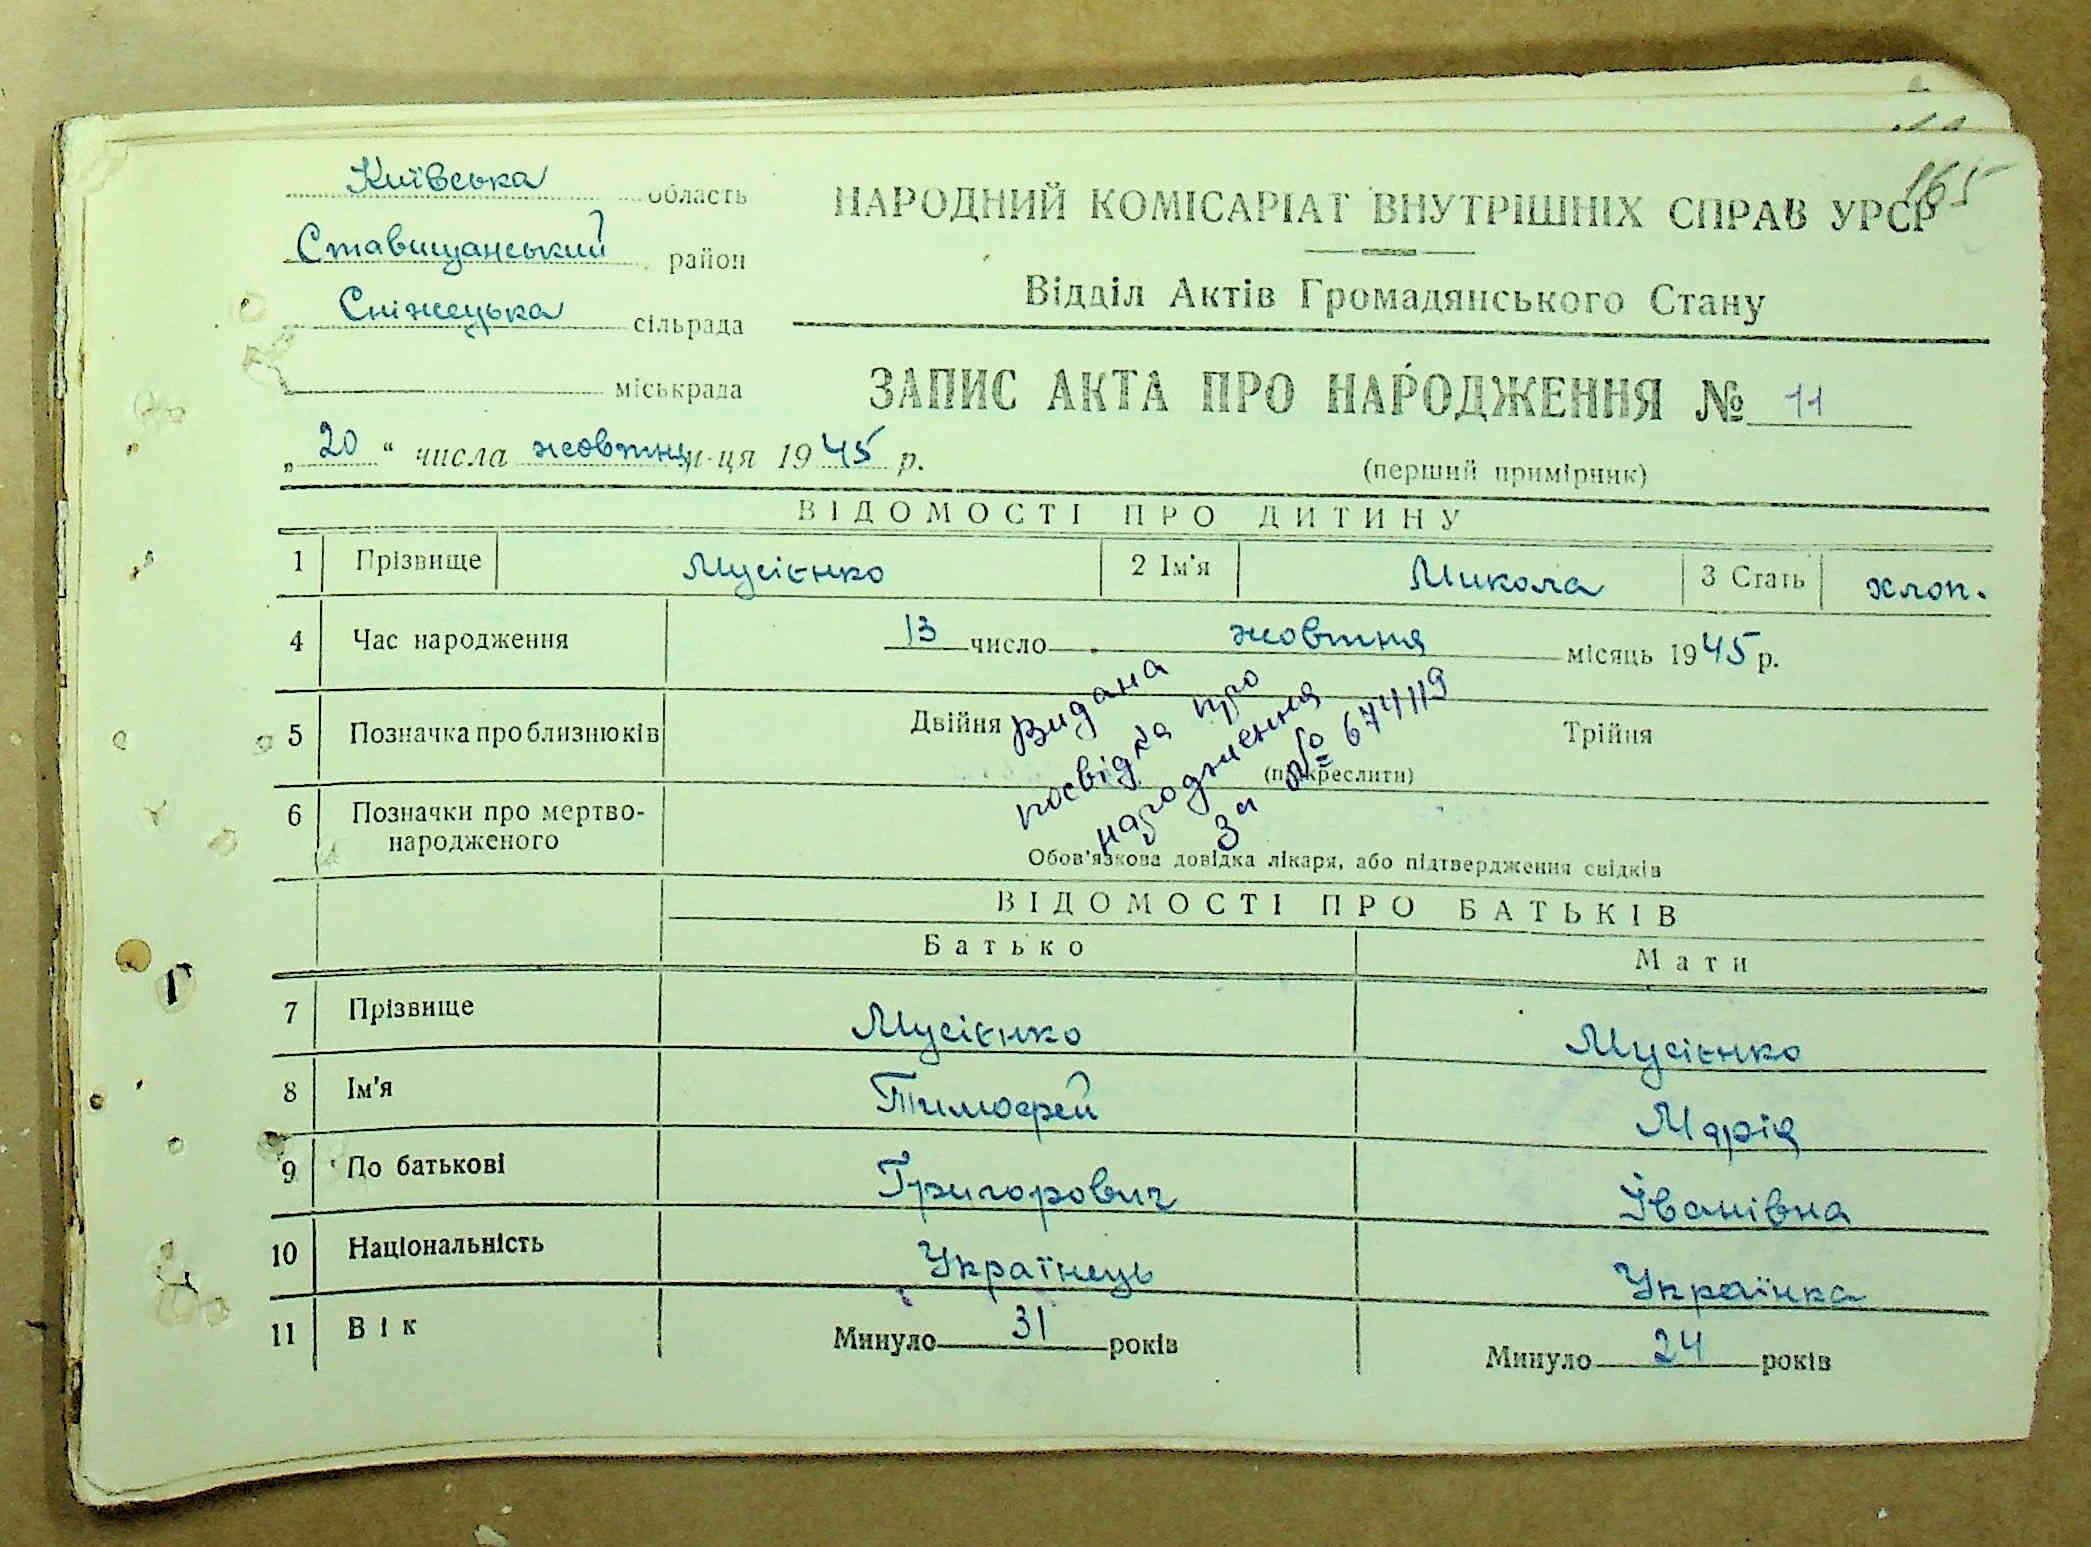 165
Київська область
Ставищанський район
Сніжецька сільрада
міськрада
НАРОДНИЙ КОМІСАРІАТ ВНУТРІШНІХ СПРАВ УРСР
Відділ Актів Громадянського Стану
ЗАПИС АКТА ПРО НАРОДЖЕННЯ № 11
„ 20 “ числа жовтня м-ця 1945 р.
(перший примірник)
ВІДОМОСТІ ПРО ДИТИНУ
1 Прізвище Мусієнко 2 Ім'я Микола 3 Стать хлоп.
4 Час народження 13 число жовтня місяць 1945 р.
5 Позначка про близнюків Двійня Трійня
(підкреслити)
Видана
посвідка про
народження
За № 674119
6 Позначки про мертво-
народженого
Обов'язкова довідка лікаря, або підтвердження свідків
ВІДОМОСТІ ПРО БАТЬКІВ
Батько Мати
7 Прізвище Мусієнко Мусієнко
8 Ім'я Тимофей Марія
9 По батькові Григорович Іванівна
10 Національність Українець Українка
11 Вік Минуло 31 років Минуло 24 років